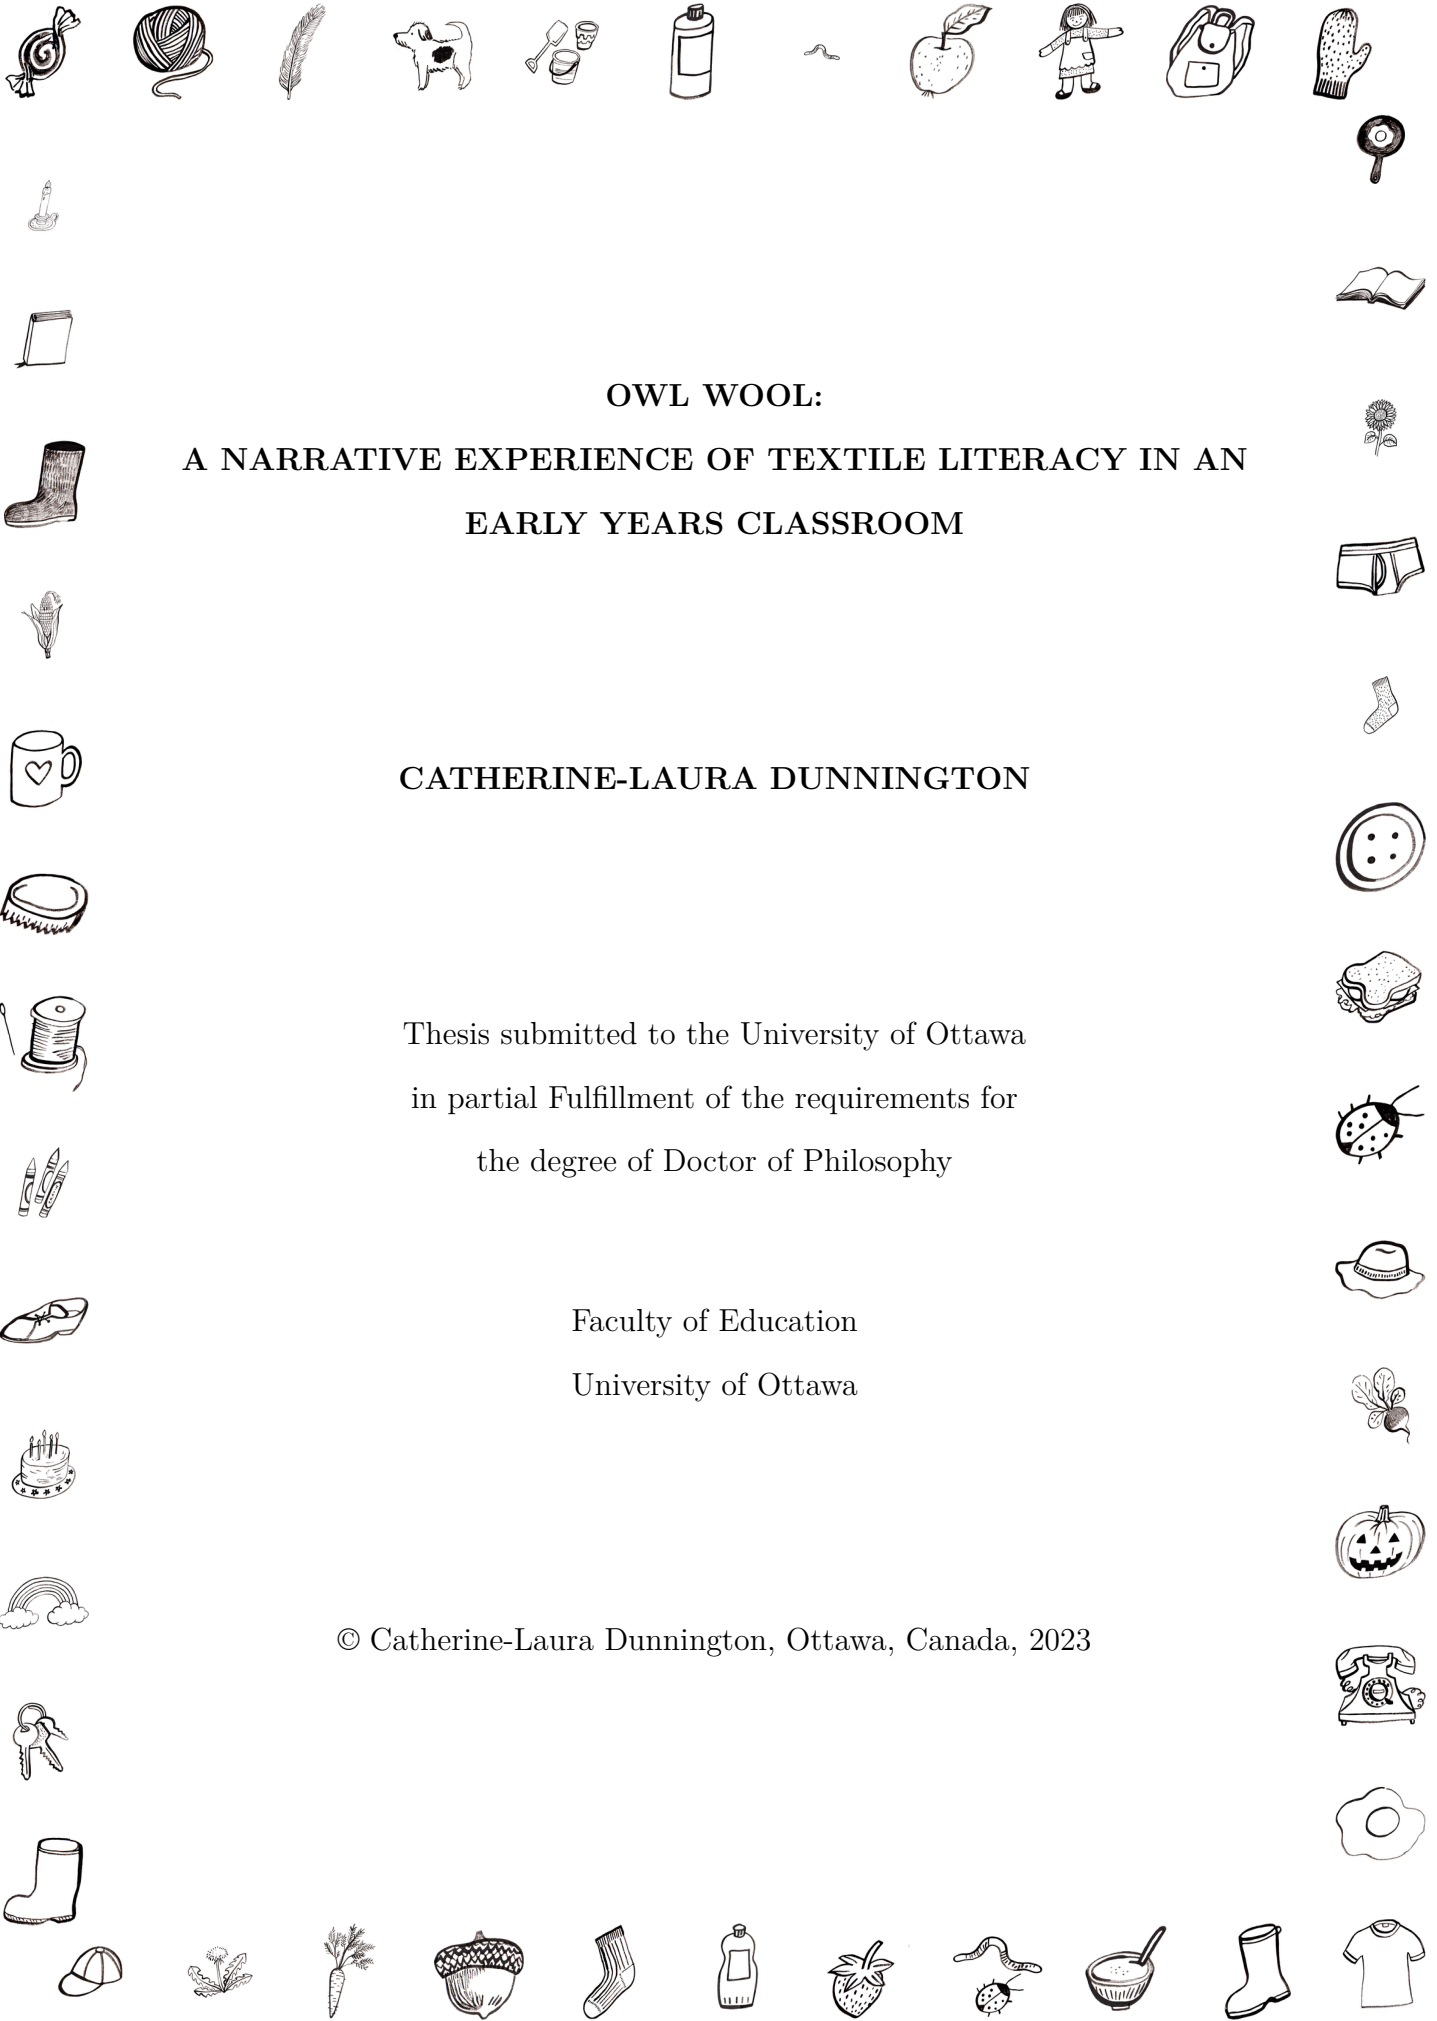 OWL WOOL:
A NARRATIVE EXPERIENCE OF TEXTILE LITERACY IN AN
EARLY YEARS CLASSROOM
CATHERINE-LAURA DUNNINGTON
Thesis submitted to the University of Ottawa
in partial Fulfillment of the requirements for
the degree of Doctor of Philosophy
Faculty of Education
University of Ottawa
© Catherine-Laura Dunnington, Ottawa, Canada, 2023